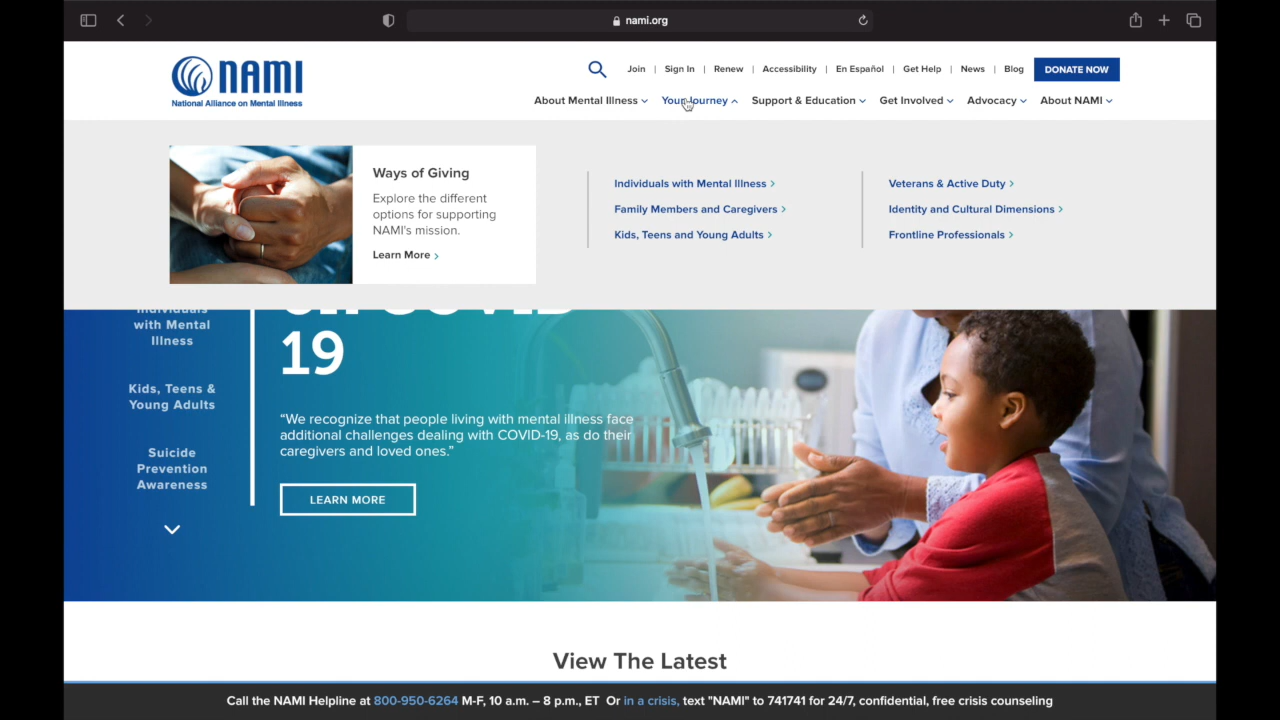 nami.org
NAMI
National Alliance on Mental Illness
Join | Sign In | Renew | Accessibility | En Español | Get Help | News | Blog
DONATE NOW
About Mental Illness
Your Journey
Support & Education
Get Involved
Advocacy
About NAMI
Ways of Giving
Explore the different
options for supporting
NAMI's mission.
Learn More
Individuals with Mental Illness
Family Members and Caregivers
Kids, Teens and Young Adults
Veterans & Active Duty
Identity and Cultural Dimensions
Frontline Professionals
Individuals
with Mental
Illness
Kids, Teens &
Young Adults
Suicide
Prevention
Awareness
on COVID
19
“We recognize that people living with mental illness face
additional challenges dealing with COVID-19, as do their
caregivers and loved ones.”
LEARN MORE
View The Latest
Call the NAMI Helpline at 800-950-6264 M-F, 10 a.m. – 8 p.m., ET Or in a crisis, text "NAMI" to 741741 for 24/7, confidential, free crisis counseling